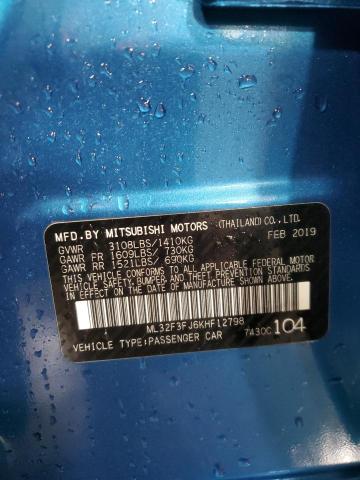 MFD.BY MITSUBISHI MOTORS (THAILAND) CO.,LTD.
GVWR 3108LBS/1410KG FEB 2019
GAWR FR 1609LBS/ 730KG
GAWR RR 1521LBS/ 690KG
THIS VEHICLE CONFORMS TO ALL APPLICABLE FEDERAL MOTOR
VEHICLE SAFETY, BUMPER AND THEFT PREVENTION STANDARDS
IN EFFECT ON THE DATE OF MANUFACTURE SHOWN ABOVE.
ML32F3FJ6KHF12798
VEHICLE TYPE:PASSENGER CAR 7430C 104